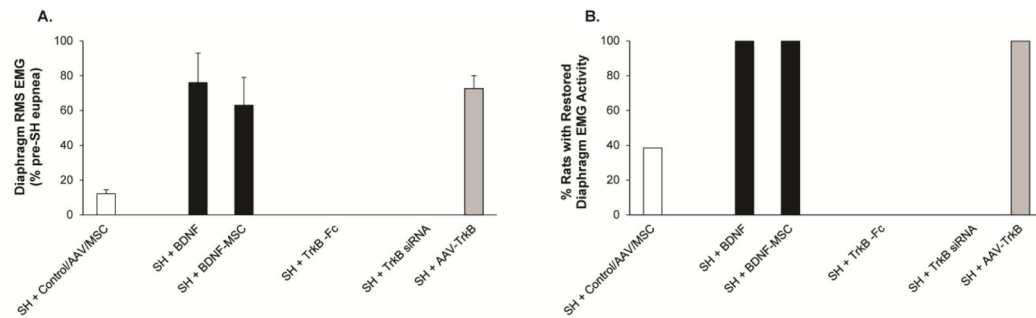 A.
Diaphragm RMS EMG
(% pre-SH eupnea)
100
80
60
40
20
0
SH + Control/AAV/MSC
SH + BDNF
SH + BDNF-MSC
SH + TrkB -Fc
SH + TrkB siRNA
SH + AAV-TrkB
B.
% Rats with Restored
Diaphragm EMG Activity
100
80
60
40
20
0
SH + Control/AAV/MSC
SH + BDNF
SH + BDNF-MSC
SH + TrkB -Fc
SH + TrkB siRNA
SH + AAV-TrkB